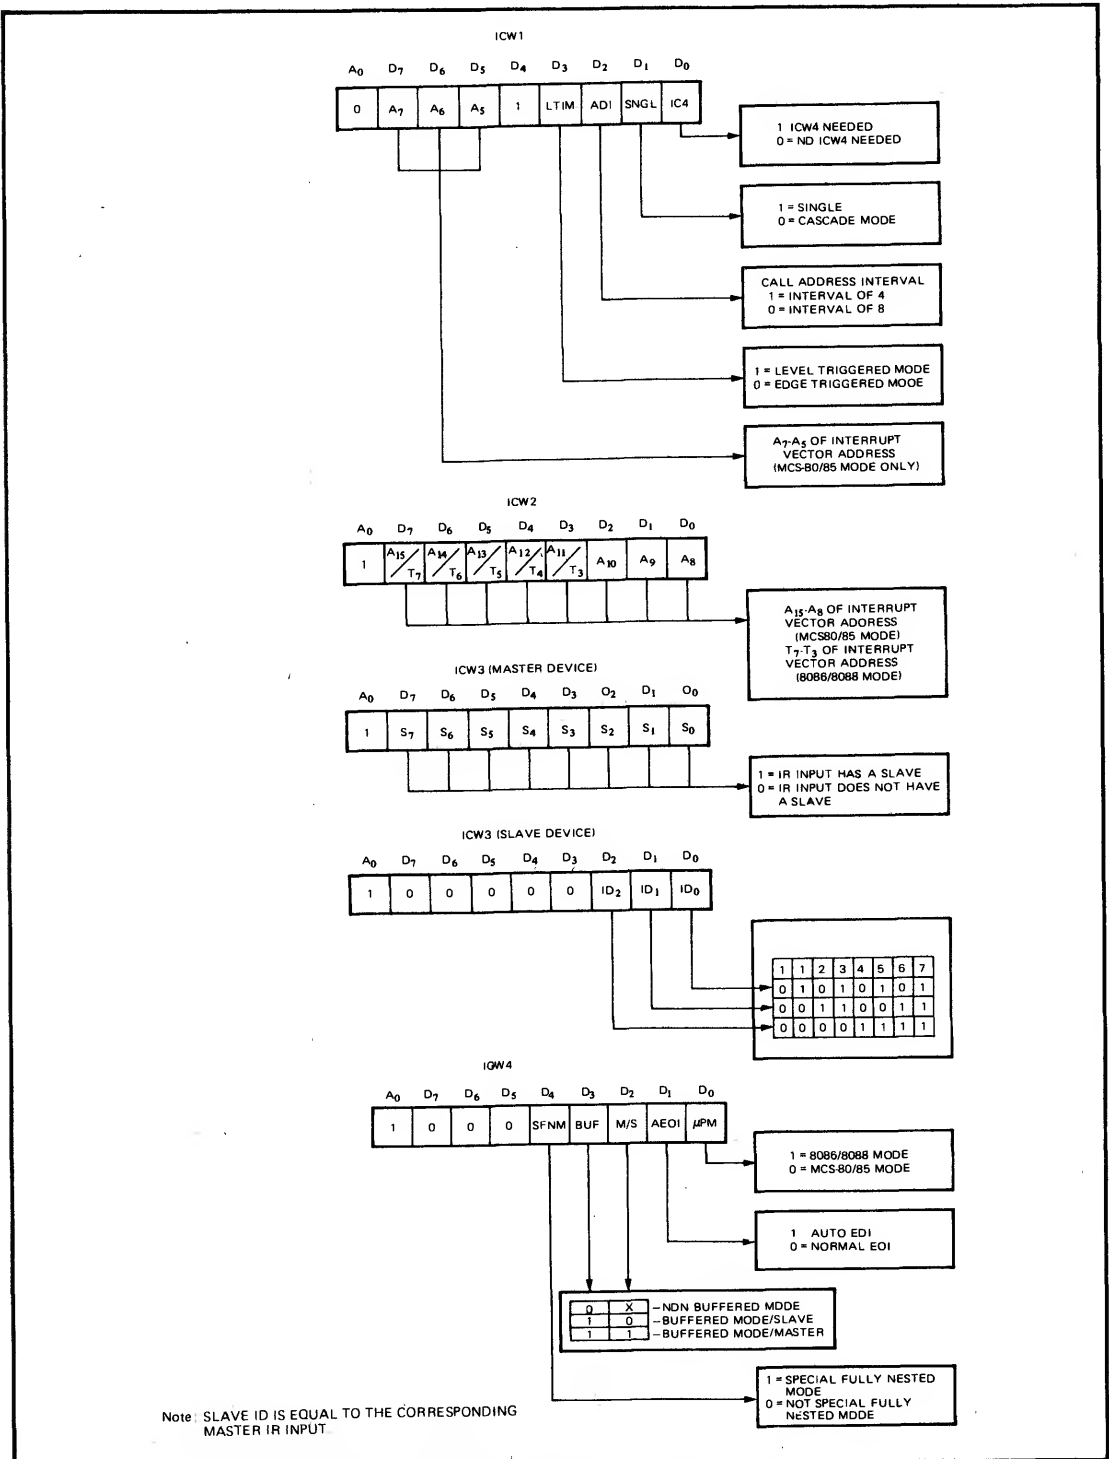 ICW1
A0 D7 D6 D5 D4 D3 D2 D1 D0
0 A7 A6 A5 1 LTIM ADI SNGL IC4
1 ICW4 NEEDED
0 = ND ICW4 NEEDED
1 = SINGLE
0 = CASCADE MODE
CALL ADDRESS INTERVAL
1 = INTERVAL OF 4
0 = INTERVAL OF 8
1 = LEVEL TRIGGERED MODE
0 = EDGE TRIGGERED MOOE
A7-A5 OF INTERRUPT
VECTOR ADDRESS
(MCS-80/85 MODE ONLY)
ICW2
A0 D7 D6 D5 D4 D3 D2 D1 D0
1 A15/T7 A14/T6 A13/T5 A12/T4 A11/T3 A10 A9 A8
A15-A8 OF INTERRUPT
VECTOR ADORESS
(MCS80/85 MODE)
T7-T3 OF INTERRUPT
VECTOR ADDRESS
(8086/8088 MODE)
ICW3 (MASTER DEVICE)
A0 D7 D6 D5 D4 D3 O2 D1 O0
1 S7 S6 S5 S4 S3 S2 S1 S0
1 = IR INPUT HAS A SLAVE
0 = IR INPUT DOES NOT HAVE
A SLAVE
ICW3 (SLAVE DEVICE)
A0 D7 D6 D5 D4 D3 D2 D1 D0
1 0 0 0 0 0 ID2 ID1 ID0
1 1 2 3 4 5 6 7
0 1 0 1 0 1 0 1
0 0 1 1 0 0 1 1
0 0 0 0 1 1 1 1
IGW4
A0 D7 D6 D5 D4 D3 D2 D1 D0
1 0 0 0 SFNM BUF M/S AEOI μPM
1 = 8086/8088 MODE
0 = MCS-80/85 MODE
1 AUTO EDI
0 = NORMAL EOI
0 X – NDN BUFFERED MDDE
1 0 – BUFFERED MODE/SLAVE
1 1 – BUFFERED MODE/MASTER
1 = SPECIAL FULLY NESTED
MODE
0 = NOT SPECIAL FULLY
NESTED MDDE
Note: SLAVE ID IS EQUAL TO THE CORRESPONDING
MASTER IR INPUT